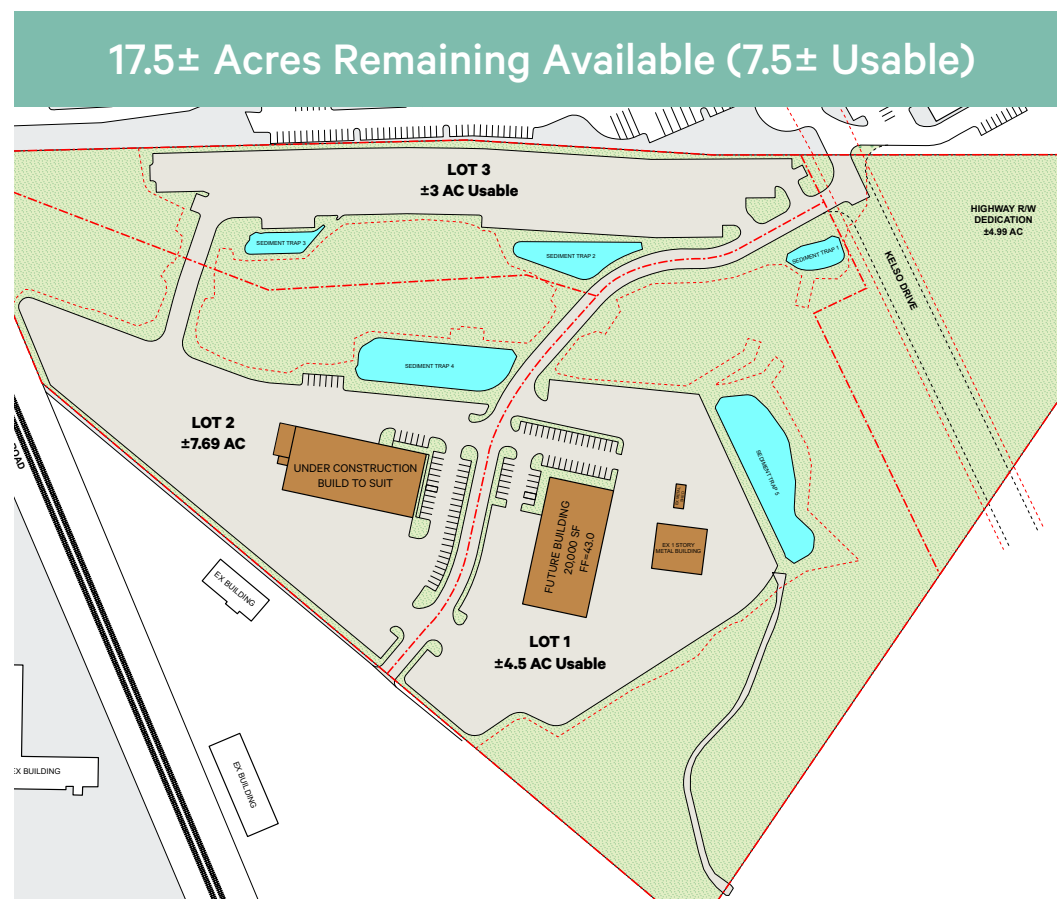 17.5± Acres Remaining Available (7.5± Usable)
LOT 3
±3 AC Usable
HIGHWAY R/W
DEDICATION
±4.99 AC
SEDIMENT TRAP 3
SEDIMENT TRAP 2
SEDIMENT TRAP 1
KELSO DRIVE
SEDIMENT TRAP 4
LOT 2
±7.69 AC
OAD
UNDER CONSTRUCTION
BUILD TO SUIT
SEDIMENT TRAP 5
FUTURE BUILDING
20,000 SF
FF=43.0
EX 1 STORY
METAL BUILDING
EX BUILDING
LOT 1
±4.5 AC Usable
EX BUILDING
EX BUILDING